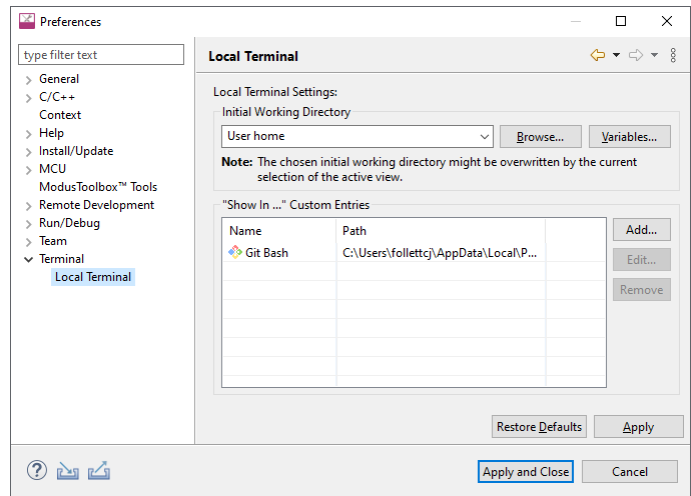 Preferences
type filter text
General
C/C++
Context
Help
Install/Update
MCU
ModusToolbox™ Tools
Remote Development
Run/Debug
Team
Terminal
Local Terminal
Local Terminal
Local Terminal Settings:
Initial Working Directory
User home
Browse...
Variables...
Note: The chosen initial working directory might be overwritten by the current
selection of the active view.
"Show In ..." Custom Entries
Name Path
Git Bash C:\Users\follettcj\AppData\Local\P...
Add...
Edit...
Remove
Restore Defaults
Apply
?
Apply and Close
Cancel